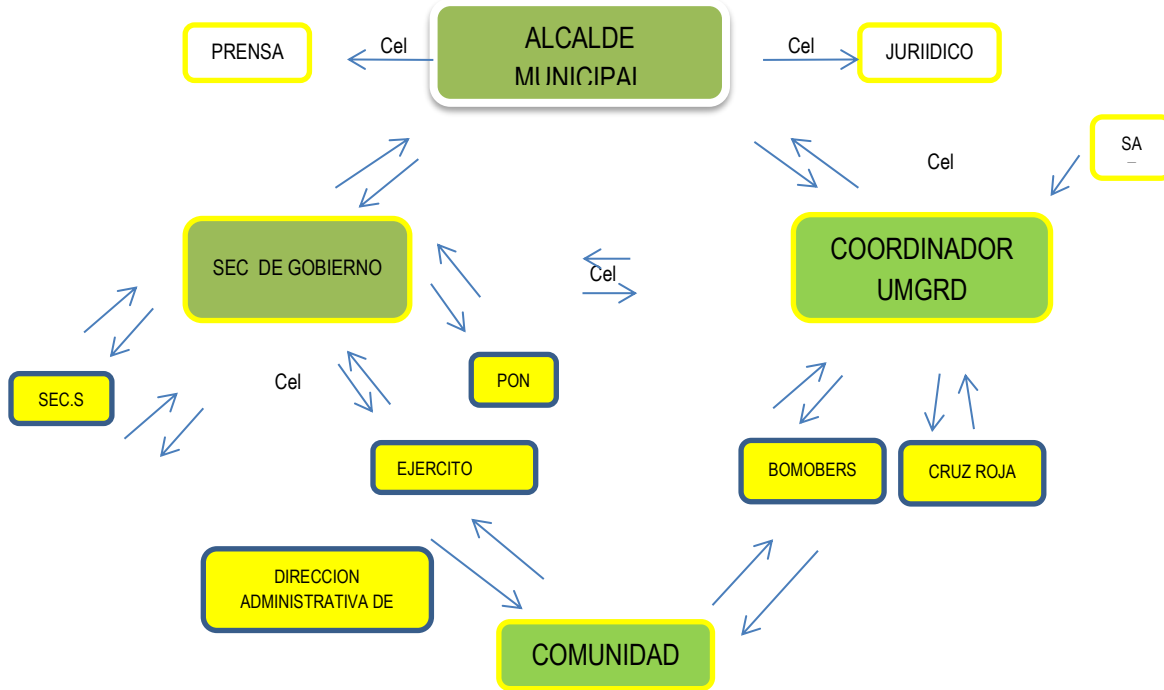 PRENSA
Cel
ALCALDE
MUNICIPAL
Cel
JURIIDICO
SA
Cel
SEC DE GOBIERNO
Cel
COORDINADOR
UMGRD
SEC.S
Cel
PON
EJERCITO
BOMOBERS
CRUZ ROJA
DIRECCION
ADMINISTRATIVA DE
COMUNIDAD